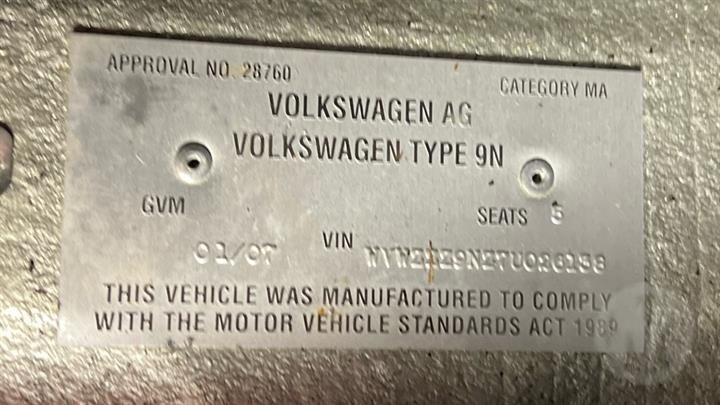 APPROVAL NO. 28760
CATEGORY MA
VOLKSWAGEN AG
VOLKSWAGEN TYPE 9N
GVM
SEATS 5
01/07
VIN
THIS VEHICLE WAS MANUFACTURED TO COMPLY
WITH THE MOTOR VEHICLE STANDARDS ACT 1989